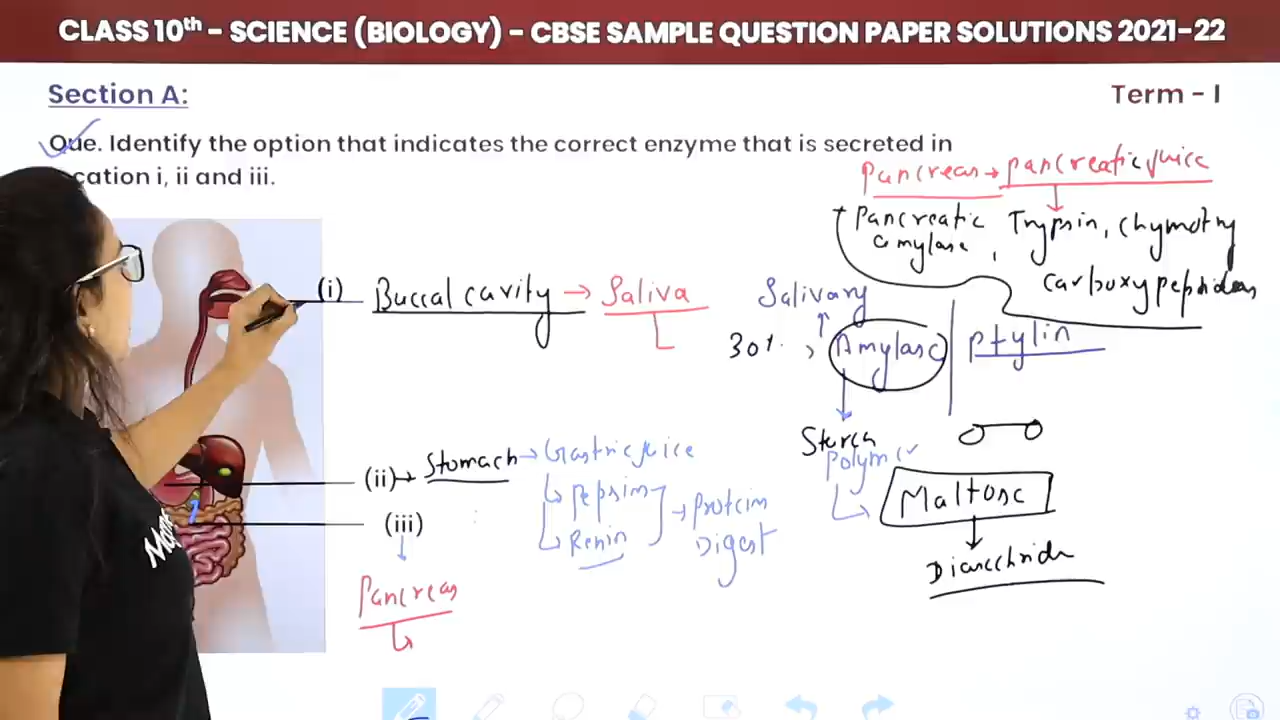 CLASS 10th – SCIENCE (BIOLOGY) – CBSE SAMPLE QUESTION PAPER SOLUTIONS 2021-22
Section A:
Term - I
Que. Identify the option that indicates the correct enzyme that is secreted in
cation i, ii and iii.
Pancreas → pancreatic juice
Pancreatic amylase, Trypsin, chymotry
carboxypeptidas
(i) Buccal cavity → Saliva
Salivary
30%. , Amylase | Ptylin
Starch
Polymer
Maltose
Disacchride
(ii) → Stomach → Gastric juice
Pepsin
Renin
→ Protein
Digest
(iii)
Pancreas